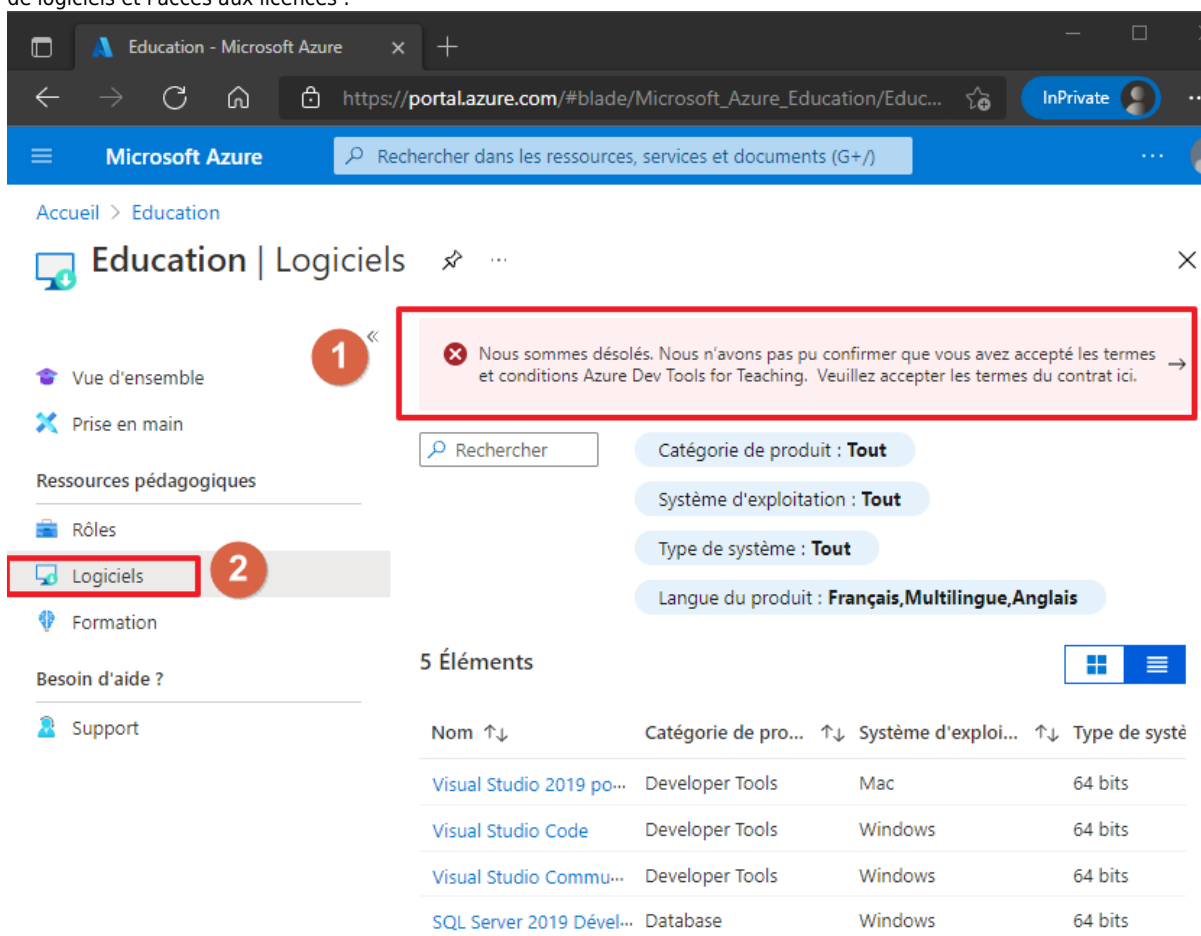 de logiciels et l'accès aux licences :
Education - Microsoft Azure
https://portal.azure.com/#blade/Microsoft_Azure_Education/Educ...
InPrivate
Microsoft Azure
Rechercher dans les ressources, services et documents (G+/)
Accueil > Education
Education | Logiciels
1
Nous sommes désolés. Nous n'avons pas pu confirmer que vous avez accepté les termes
et conditions Azure Dev Tools for Teaching. Veuillez accepter les termes du contrat ici.
Vue d'ensemble
Prise en main
Ressources pédagogiques
Rôles
Logiciels
2
Formation
Besoin d'aide ?
Support
Rechercher
Catégorie de produit : Tout
Système d'exploitation : Tout
Type de système : Tout
Langue du produit : Français,Multilingue,Anglais
5 Éléments
Nom ↑↓ Catégorie de pro... ↑↓ Système d'exploi... ↑↓ Type de systè
Visual Studio 2019 po... Developer Tools Mac 64 bits
Visual Studio Code Developer Tools Windows 64 bits
Visual Studio Commu... Developer Tools Windows 64 bits
SQL Server 2019 Dével... Database Windows 64 bits